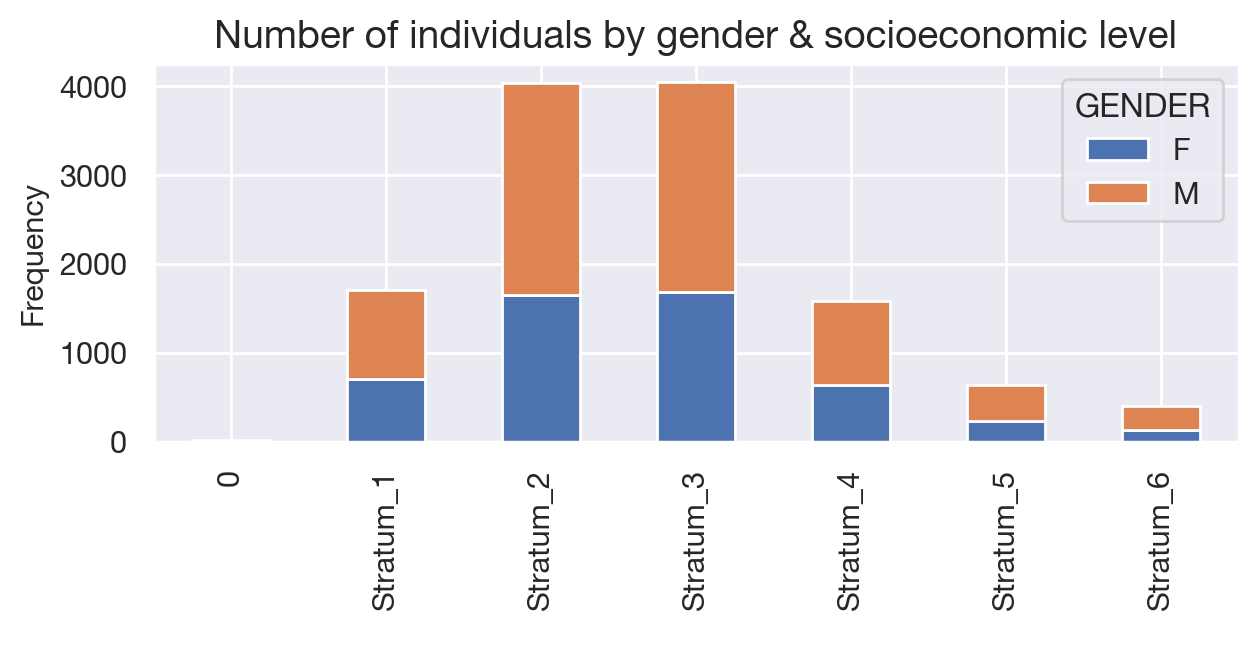 Number of individuals by gender & socioeconomic level
4000
3000
2000
1000
0
Frequency
GENDER
F
M
0
Stratum_1
Stratum_2
Stratum_3
Stratum_4
Stratum_5
Stratum_6